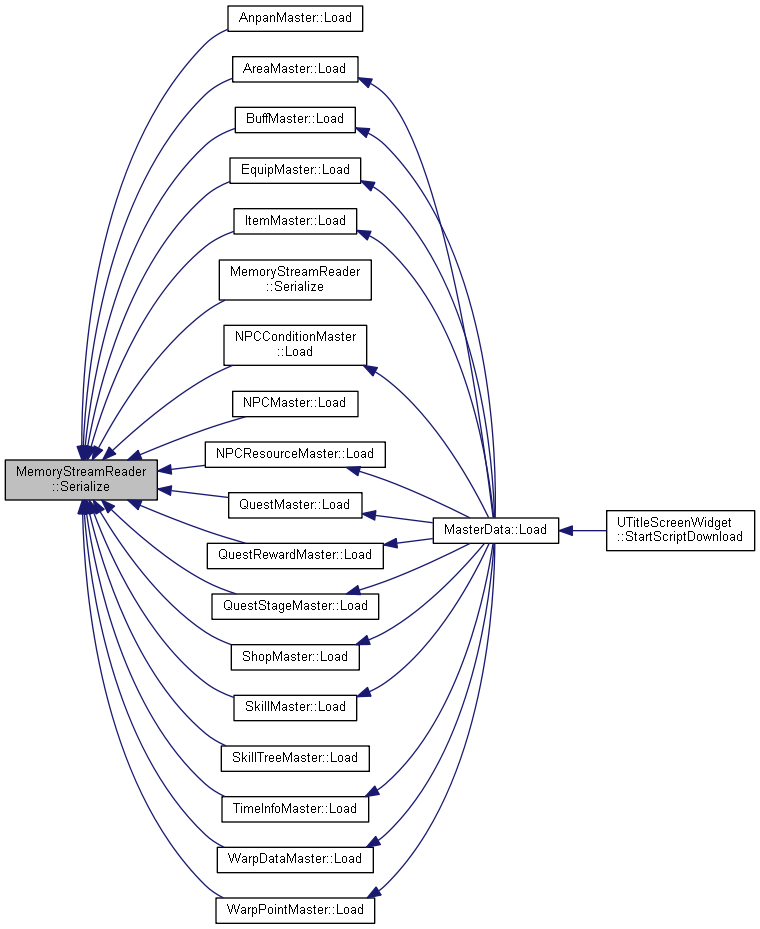 AnpanMaster::Load
AreaMaster::Load
BuffMaster::Load
EquipMaster::Load
ItemMaster::Load
MemoryStreamReader
::Serialize
NPCConditionMaster
::Load
NPCMaster::Load
NPCResourceMaster::Load
MemoryStreamReader
::Serialize
QuestMaster::Load
MasterData::Load
UTitleScreenWidget
::StartScriptDownload
QuestRewardMaster::Load
QuestStageMaster::Load
ShopMaster::Load
SkillMaster::Load
SkillTreeMaster::Load
TimeInfoMaster::Load
WarpDataMaster::Load
WarpPointMaster::Load